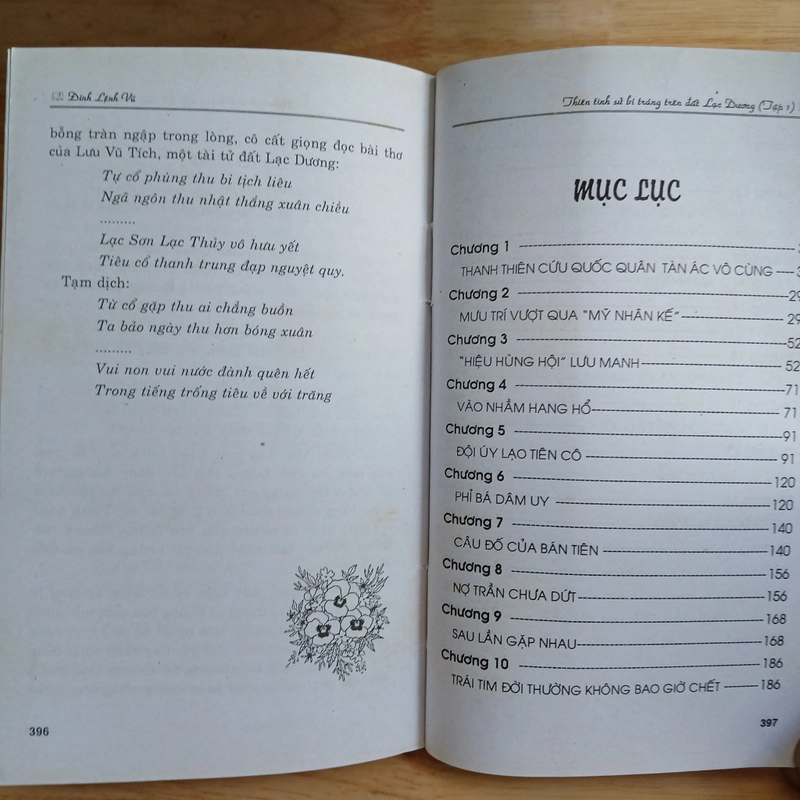 Đinh Lệnh Vũ
bỗng tràn ngập trong lòng, cô cất giọng đọc bài thơ
của Lưu Vũ Tích, một tài tử đất Lạc Dương:
Tự cổ phùng thu bi tịch liêu
Ngã ngôn thu nhật thắng xuân chiêu
.........
Lạc Sơn Lạc Thủy vô hưu yết
Tiêu cổ thanh trung đạp nguyệt quy.
Tạm dịch:
Từ cổ gặp thu ai chẳng buồn
Ta bảo ngày thu hơn bóng xuân
.........
Vui non vui nước dành quên hết
Trong tiếng trống tiêu về với trăng
396
Thiên tình sử bi tráng trên đất Lạc Dương (Tập 1)
MỤC LỤC
Chương 1 ---
THANH THIÊN CỨU QUỐC QUÂN TÀN ÁC VÔ CÙNG ---
Chương 2 --- 29
MƯU TRÍ VƯỢT QUA "MỸ NHÂN KẾ" --- 29
Chương 3 --- 52
"HIỆU HÙNG HỘI" LƯU MANH --- 52
Chương 4 --- 71
VÀO NHẦM HANG HỔ --- 71
Chương 5 --- 91
ĐỘI ÚY LẠO TIÊN CÔ --- 91
Chương 6 --- 120
PHỈ BÁ DÂM UY --- 120
Chương 7 --- 140
CÂU ĐỐ CỦA BÁN TIÊN --- 140
Chương 8 --- 156
NỢ TRẦN CHƯA DỨT --- 156
Chương 9 --- 168
SAU LẦN GẶP NHAU --- 168
Chương 10 --- 186
TRÁI TIM ĐỜI THƯỜNG KHÔNG BAO GIỜ CHẾT --- 186
397